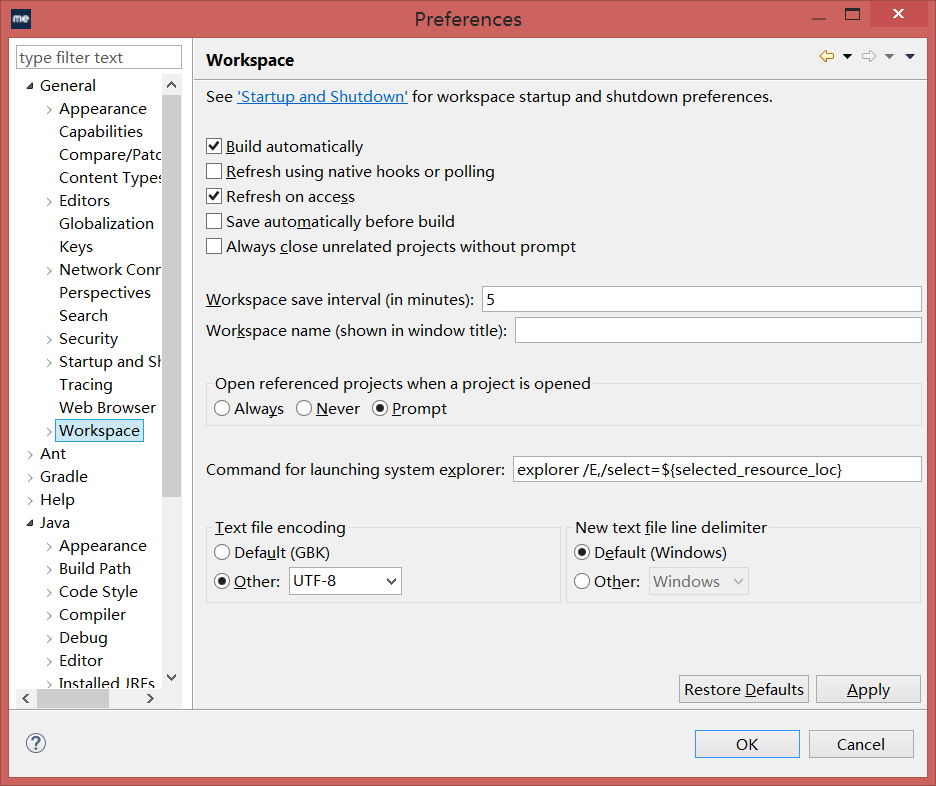 me
Preferences
type filter text
General
Appearance
Capabilities
Compare/Patc
Content Types
Editors
Globalization
Keys
Network Conn
Perspectives
Search
Security
Startup and Sh
Tracing
Web Browser
Workspace
Ant
Gradle
Help
Java
Appearance
Build Path
Code Style
Compiler
Debug
Editor
Installed JREs
Workspace
See 'Startup and Shutdown' for workspace startup and shutdown preferences.
Build automatically
Refresh using native hooks or polling
Refresh on access
Save automatically before build
Always close unrelated projects without prompt
Workspace save interval (in minutes): 5
Workspace name (shown in window title):
Open referenced projects when a project is opened
Always Never Prompt
Command for launching system explorer: explorer /E,/select=${selected_resource_loc}
Text file encoding
Default (GBK)
Other: UTF-8
New text file line delimiter
Default (Windows)
Other: Windows
Restore Defaults Apply
? OK Cancel